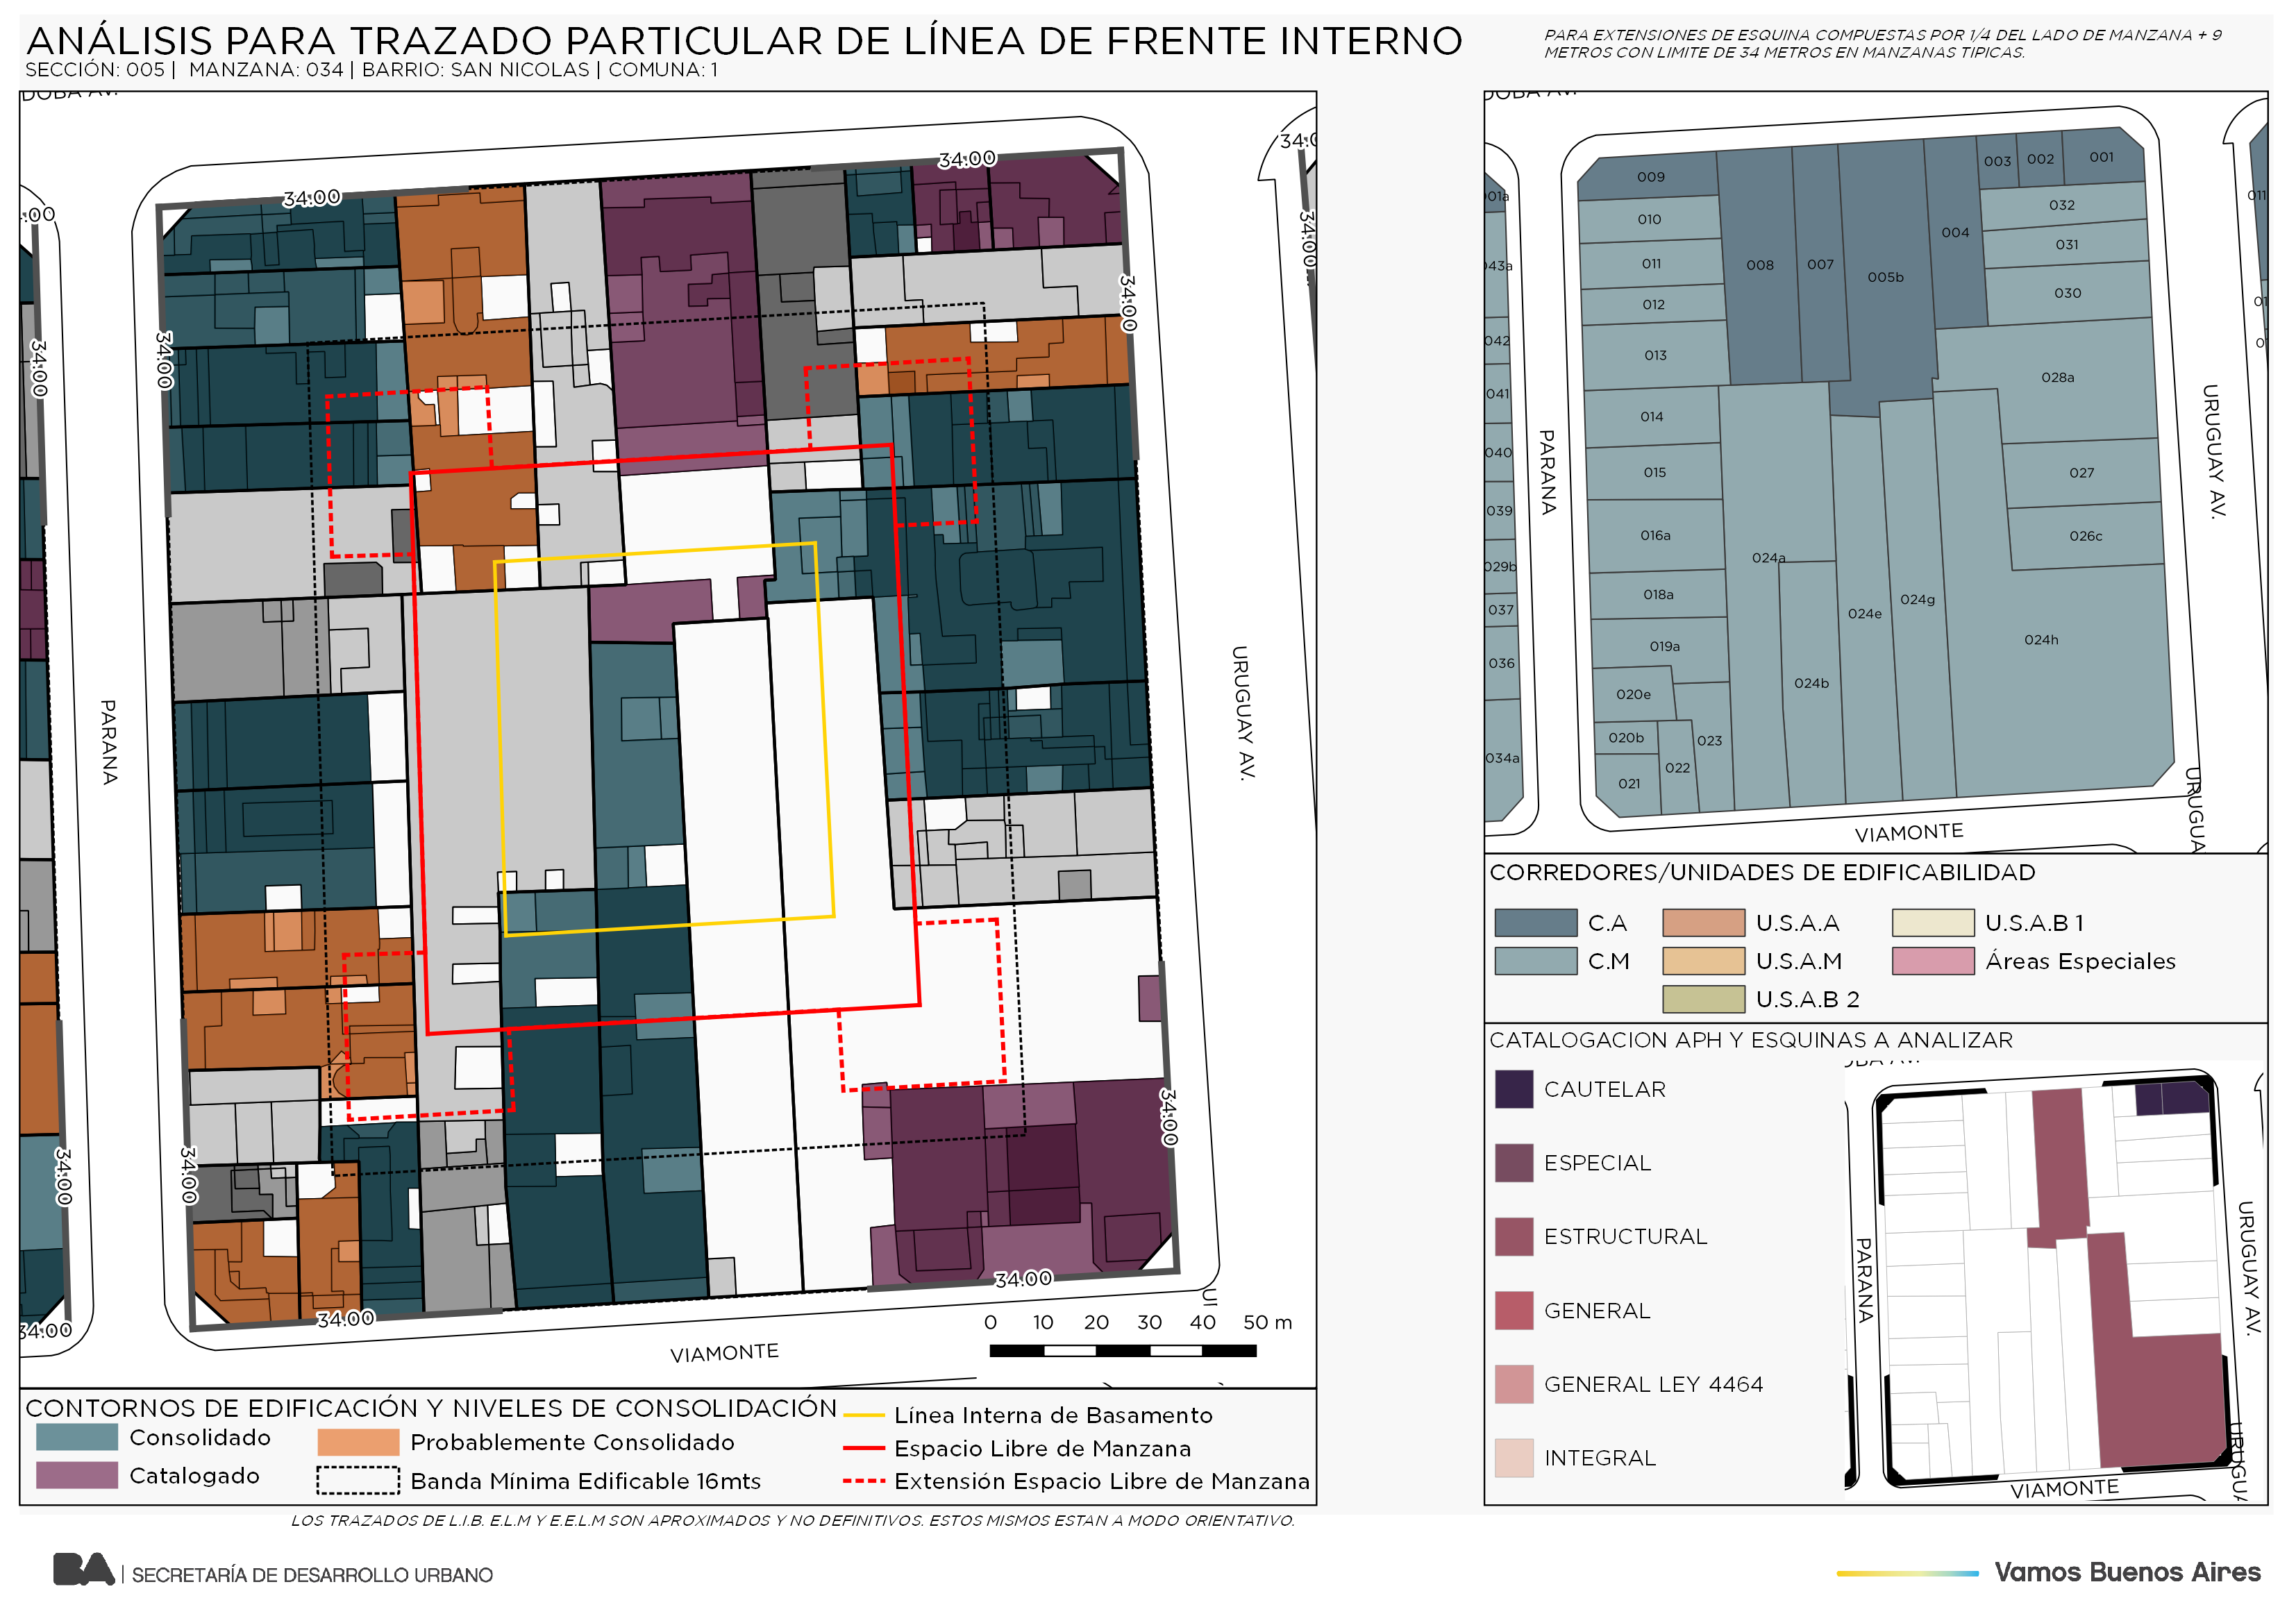 ANÁLISIS PARA TRAZADO PARTICULAR DE LÍNEA DE FRENTE INTERNO
SECCIÓN: 005 | MANZANA: 034 | BARRIO: SAN NICOLAS | COMUNA: 1
PARA EXTENSIONES DE ESQUINA COMPUESTAS POR 1/4 DEL LADO DE MANZANA + 9
METROS CON LIMITE DE 34 METROS EN MANZANAS TIPICAS.
34.00
34.00
34.00
34.00
34.00
34.00
34.00
34.00
34.00
34.00
34.00
34.00
PARANA
URUGUAY AV.
VIAMONTE
0 10 20 30 40 50 m
CONTORNOS DE EDIFICACIÓN Y NIVELES DE CONSOLIDACIÓN
Consolidado
Catalogado
Probablemente Consolidado
Banda Mínima Edificable 16mts
Línea Interna de Basamento
Espacio Libre de Manzana
Extensión Espacio Libre de Manzana
LOS TRAZADOS DE L.I.B. E.L.M Y E.E.L.M SON APROXIMADOS Y NO DEFINITIVOS. ESTOS MISMOS ESTAN A MODO ORIENTATIVO.
009 003 002 001
010 032
011 008 007 005b 004 031
012 030
013 028a
014
015 027
016a 024a 026c
018a 024e 024g
019a 024h
020e 024b
020b 023
021 022
043a
042
041
040
039
029b
037
036
034a
PARANA
URUGUAY AV.
VIAMONTE
CORREDORES/UNIDADES DE EDIFICABILIDAD
C.A
C.M
U.S.A.A
U.S.A.M
U.S.A.B 2
U.S.A.B 1
Áreas Especiales
CATALOGACION APH Y ESQUINAS A ANALIZAR
CAUTELAR
ESPECIAL
ESTRUCTURAL
GENERAL
GENERAL LEY 4464
INTEGRAL
PARANA
URUGUAY AV.
VIAMONTE
BA | SECRETARÍA DE DESARROLLO URBANO
Vamos Buenos Aires